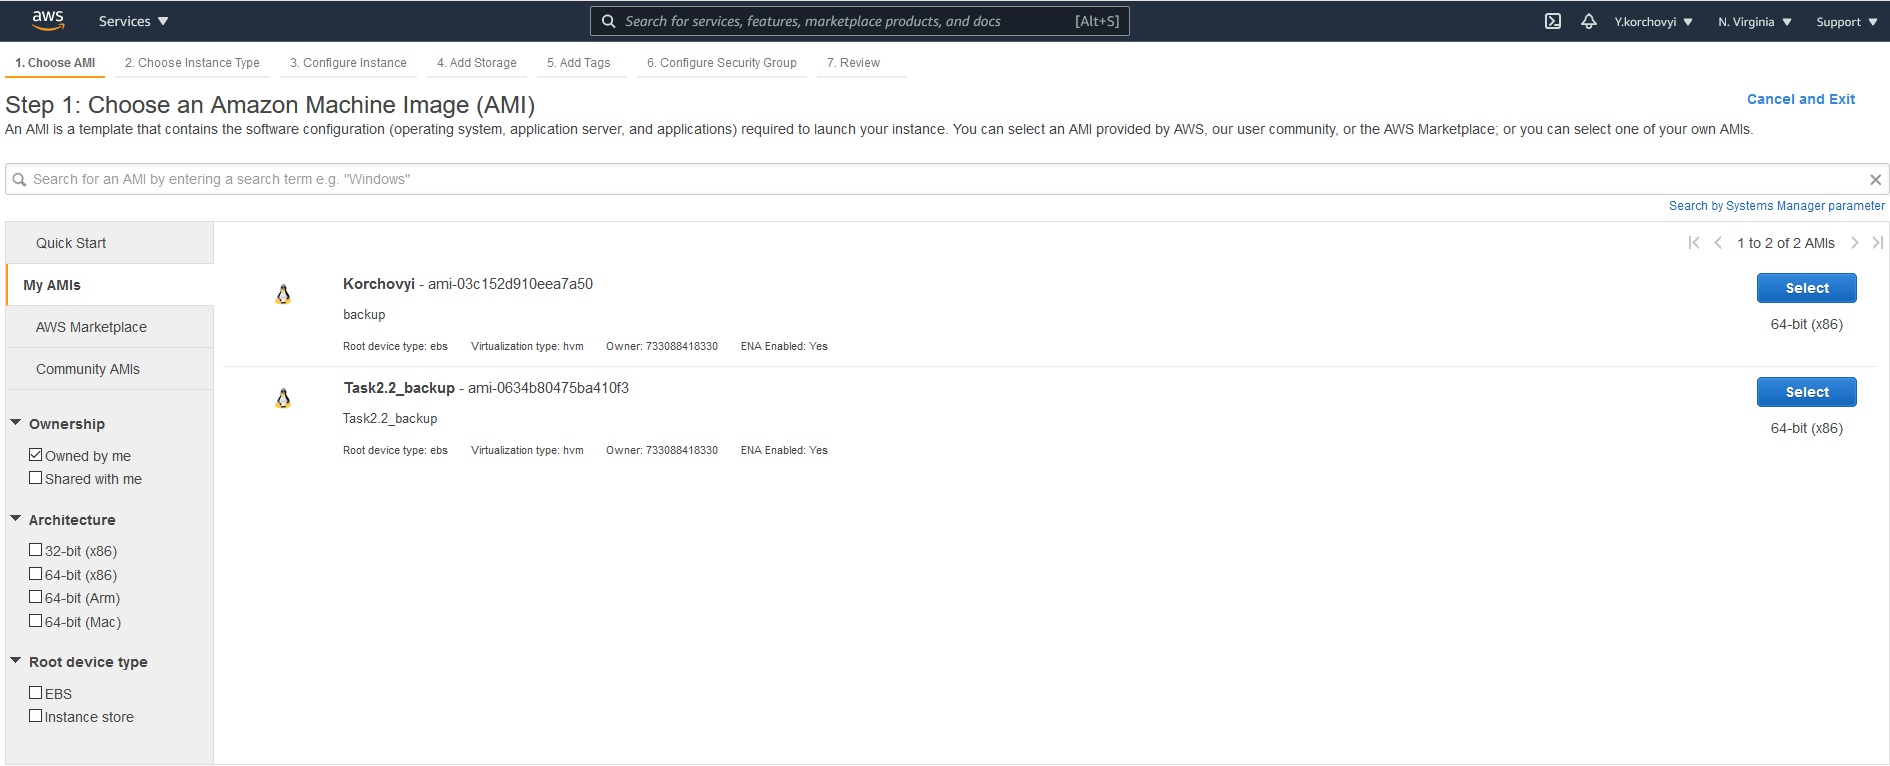 aws Services Search for services, features, marketplace products, and docs [Alt+S] Y.korchovyi N. Virginia Support
1. Choose AMI 2. Choose Instance Type 3. Configure Instance 4. Add Storage 5. Add Tags 6. Configure Security Group 7. Review
Step 1: Choose an Amazon Machine Image (AMI) Cancel and Exit
An AMI is a template that contains the software configuration (operating system, application server, and applications) required to launch your instance. You can select an AMI provided by AWS, our user community, or the AWS Marketplace; or you can select one of your own AMIs.
Search for an AMI by entering a search term e.g. "Windows"
Search by Systems Manager parameter
Quick Start
My AMIs
AWS Marketplace
Community AMIs
Ownership
Owned by me
Shared with me
Architecture
32-bit (x86)
64-bit (x86)
64-bit (Arm)
64-bit (Mac)
Root device type
EBS
Instance store
1 to 2 of 2 AMIs
Korchovyi - ami-03c152d910eea7a50
backup
Root device type: ebs Virtualization type: hvm Owner: 733088418330 ENA Enabled: Yes
Select
64-bit (x86)
Task2.2_backup - ami-0634b80475ba410f3
Task2.2_backup
Root device type: ebs Virtualization type: hvm Owner: 733088418330 ENA Enabled: Yes
Select
64-bit (x86)